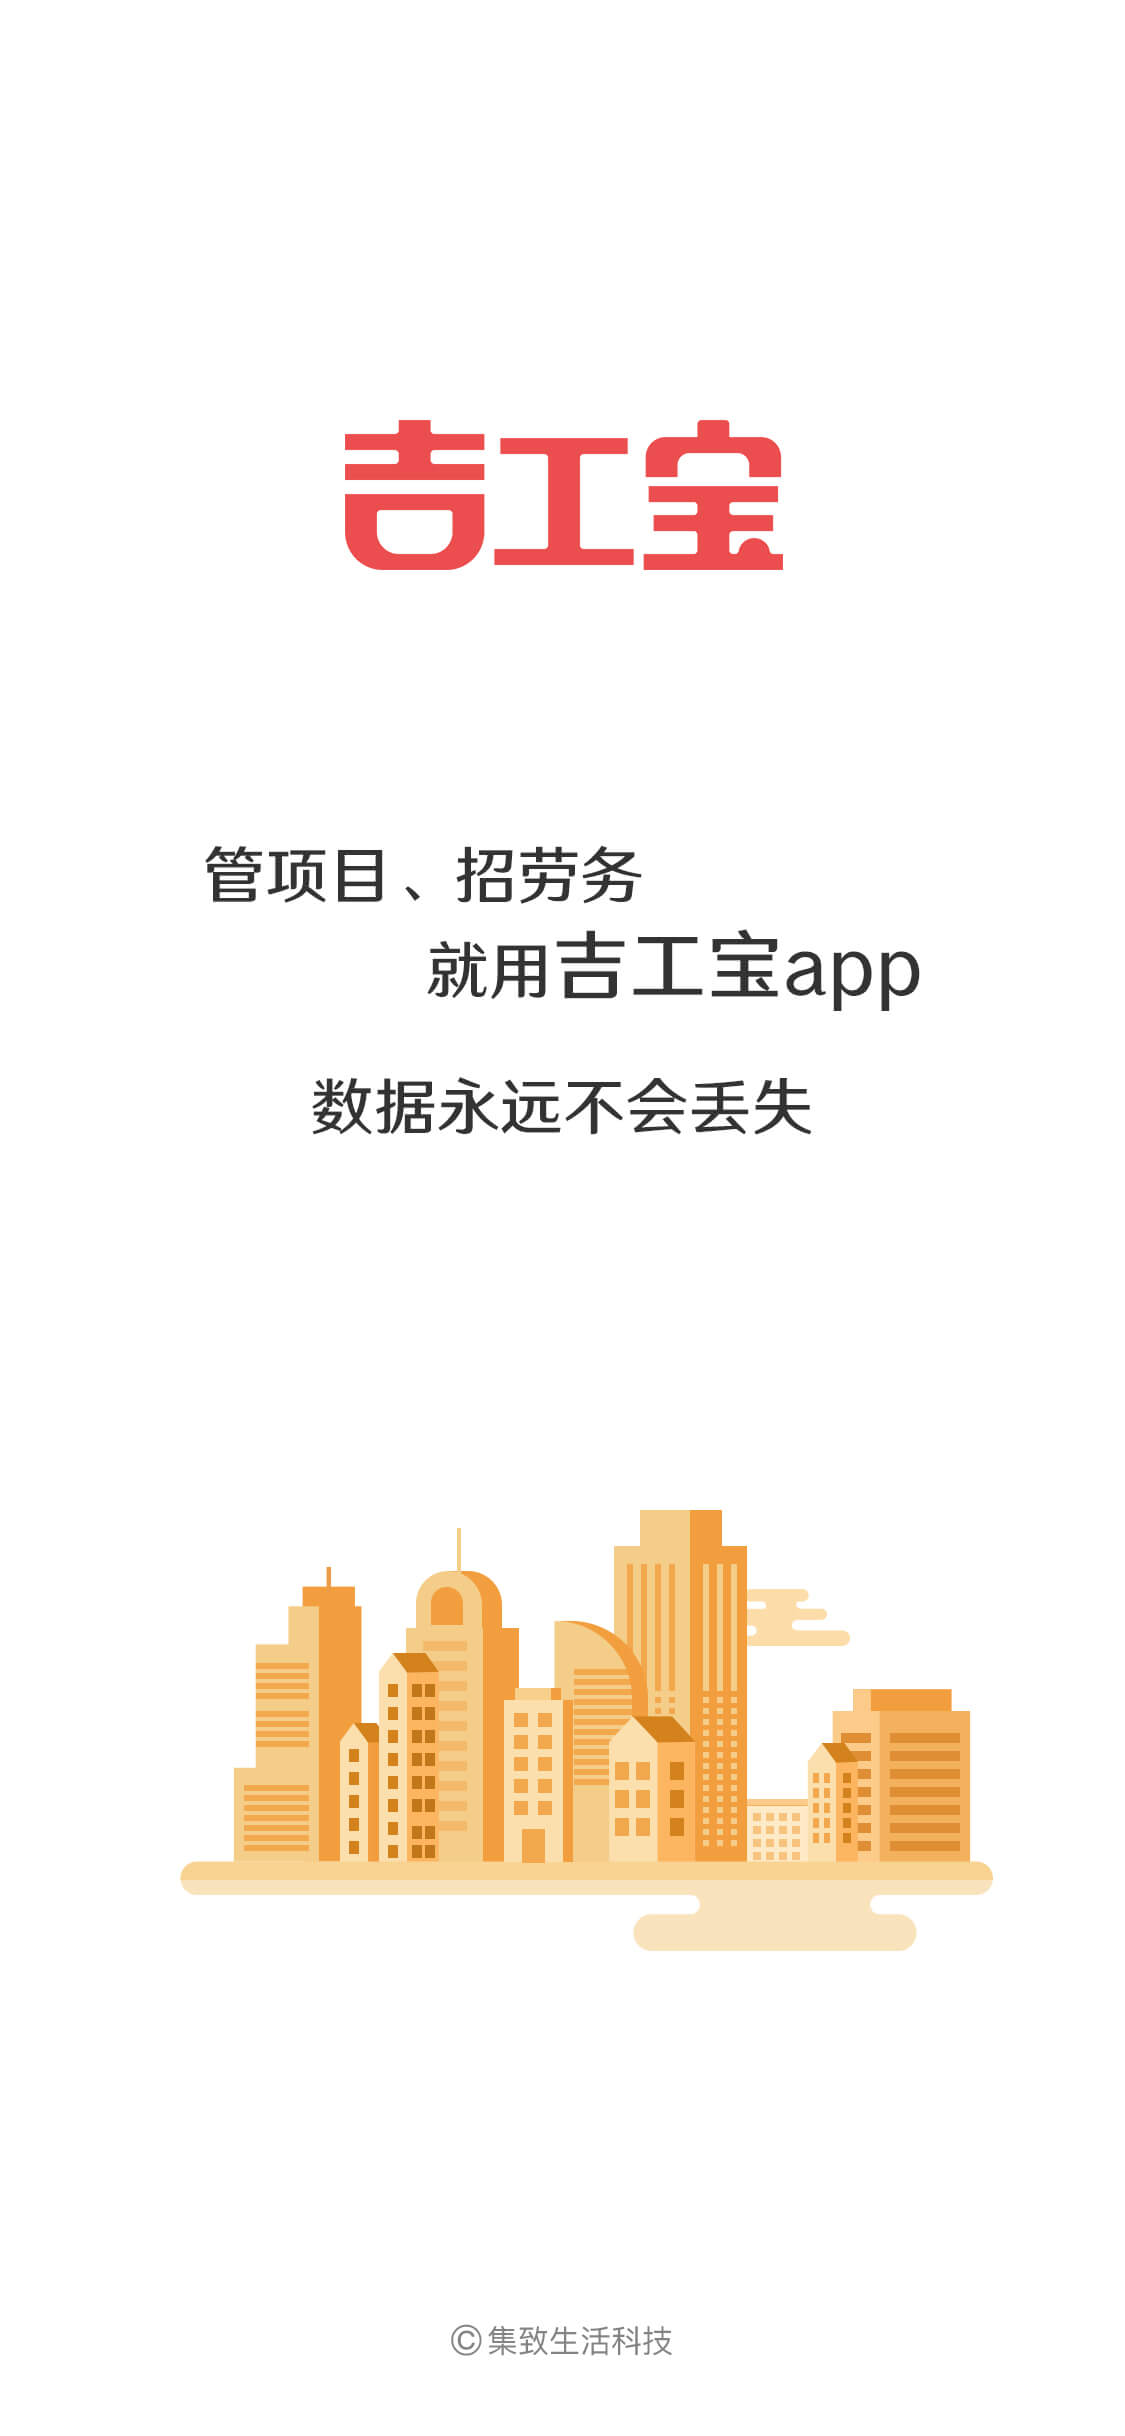 吉工宝
管项目、招劳务
就用吉工宝app
数据永远不会丢失
©集致生活科技